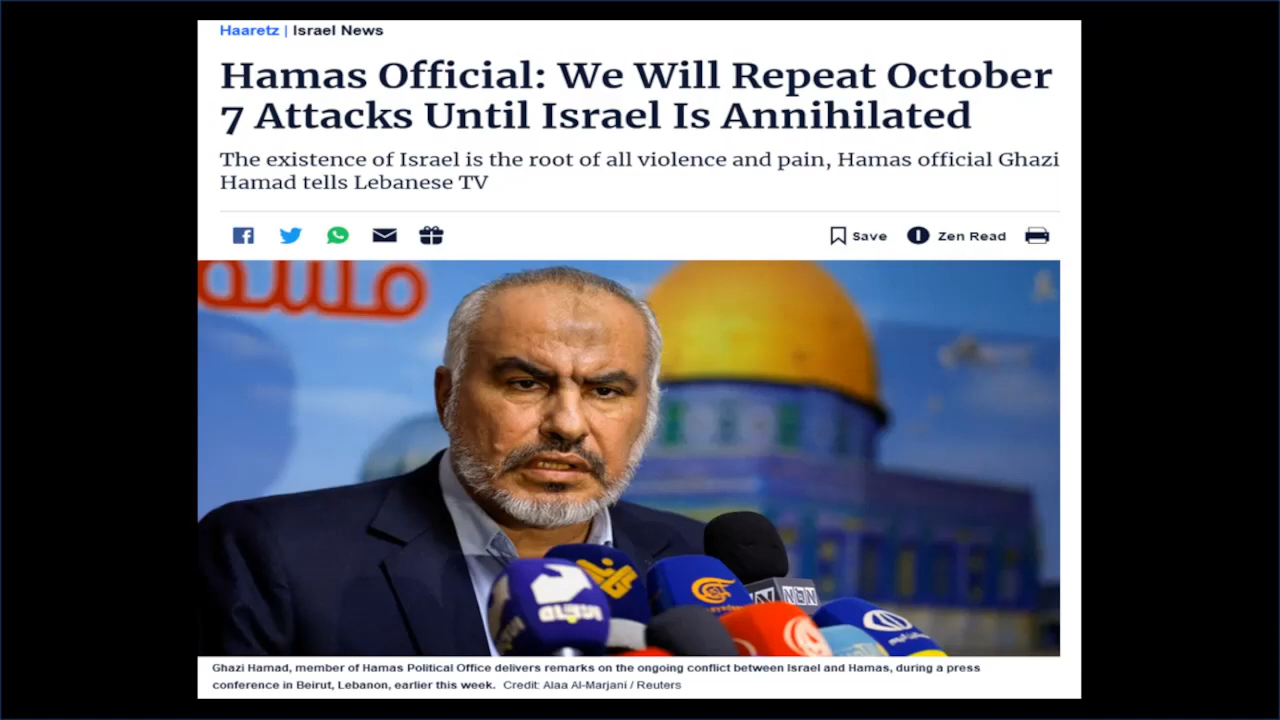 Haaretz | Israel News
Hamas Official: We Will Repeat October
7 Attacks Until Israel Is Annihilated
The existence of Israel is the root of all violence and pain, Hamas official Ghazi
Hamad tells Lebanese TV
Save
Zen Read
NBN
Ghazi Hamad, member of Hamas Political Office delivers remarks on the ongoing conflict between Israel and Hamas, during a press
conference in Beirut, Lebanon, earlier this week. Credit: Alaa Al-Marjani / Reuters